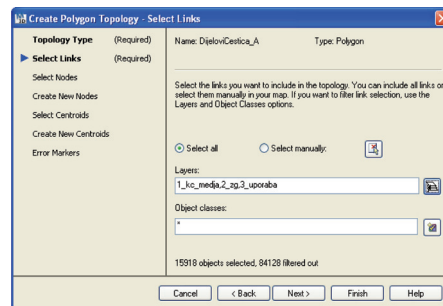 Create Polygon Topology - Select Links
Topology Type (Required)
Select Links (Required)
Select Nodes
Create New Nodes
Select Centroids
Create New Centroids
Error Markers
Name: DijeloviCestica_A Type: Polygon
Select the links you want to include in the topology. You can include all links or
select them manually in your map. If you want to filter link selection, use the
Layers and Object Classes options.
Select all Select manually:
Layers:
1_kc_medja,2_zg,3_uporaba
Object classes:
*
15918 objects selected, 84128 filtered out
Cancel < Back Next > Finish Help